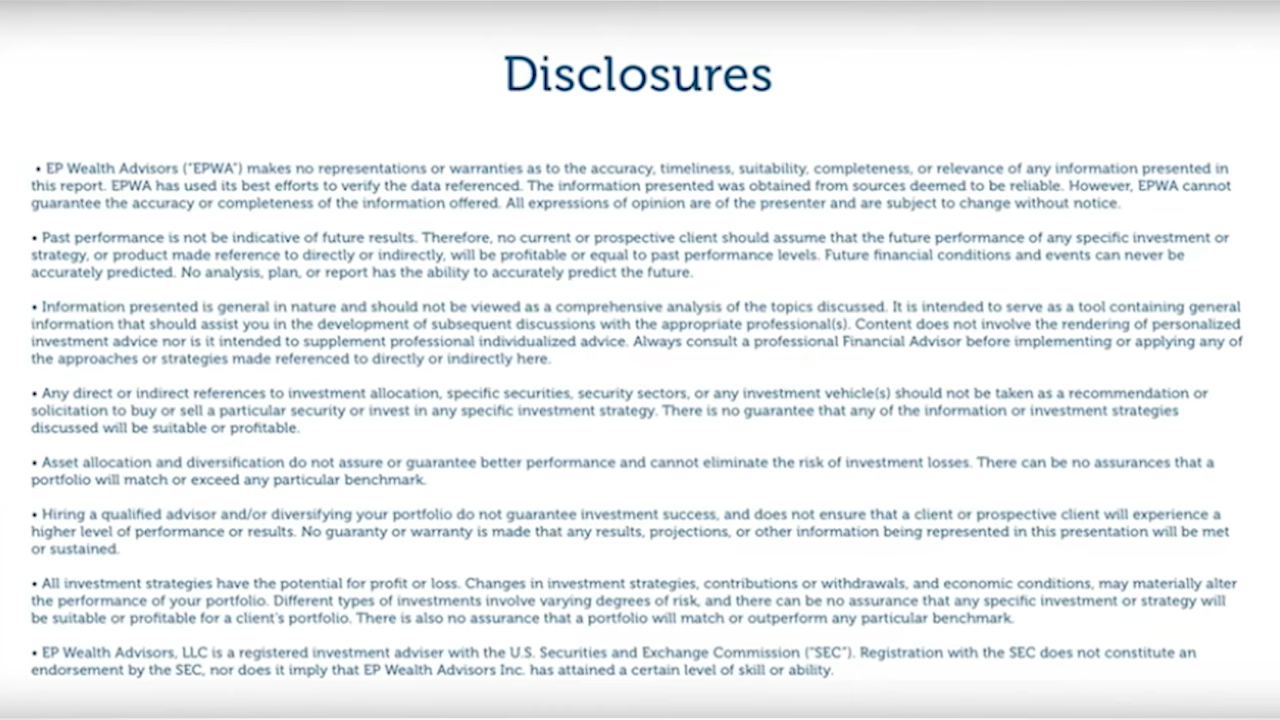 Disclosures
• EP Wealth Advisors ("EPWA") makes no representations or warranties as to the accuracy, timeliness, suitability, completeness, or relevance of any information presented in
this report. EPWA has used its best efforts to verify the data referenced. The information presented was obtained from sources deemed to be reliable. However, EPWA cannot
guarantee the accuracy or completeness of the information offered. All expressions of opinion are of the presenter and are subject to change without notice.
• Past performance is not be indicative of future results. Therefore, no current or prospective client should assume that the future performance of any specific investment or
strategy, or product made reference to directly or indirectly, will be profitable or equal to past performance levels. Future financial conditions and events can never be
accurately predicted. No analysis, plan, or report has the ability to accurately predict the future.
• Information presented is general in nature and should not be viewed as a comprehensive analysis of the topics discussed. It is intended to serve as a tool containing general
information that should assist you in the development of subsequent discussions with the appropriate professional(s). Content does not involve the rendering of personalized
investment advice nor is it intended to supplement professional individualized advice. Always consult a professional Financial Advisor before implementing or applying any of
the approaches or strategies made referenced to directly or indirectly here.
• Any direct or indirect references to investment allocation, specific securities, security sectors, or any investment vehicle(s) should not be taken as a recommendation or
solicitation to buy or sell a particular security or invest in any specific investment strategy. There is no guarantee that any of the information or investment strategies
discussed will be suitable or profitable.
• Asset allocation and diversification do not assure or guarantee better performance and cannot eliminate the risk of investment losses. There can be no assurances that a
portfolio will match or exceed any particular benchmark.
• Hiring a qualified advisor and/or diversifying your portfolio do not guarantee investment success, and does not ensure that a client or prospective client will experience a
higher level of performance or results. No guaranty or warranty is made that any results, projections, or other information being represented in this presentation will be met
or sustained.
• All investment strategies have the potential for profit or loss. Changes in investment strategies, contributions or withdrawals, and economic conditions, may materially alter
the performance of your portfolio. Different types of investments involve varying degrees of risk, and there can be no assurance that any specific investment or strategy will
be suitable or profitable for a client's portfolio. There is also no assurance that a portfolio will match or outperform any particular benchmark.
• EP Wealth Advisors, LLC is a registered investment adviser with the U.S. Securities and Exchange Commission ("SEC"). Registration with the SEC does not constitute an
endorsement by the SEC, nor does it imply that EP Wealth Advisors Inc. has attained a certain level of skill or ability.